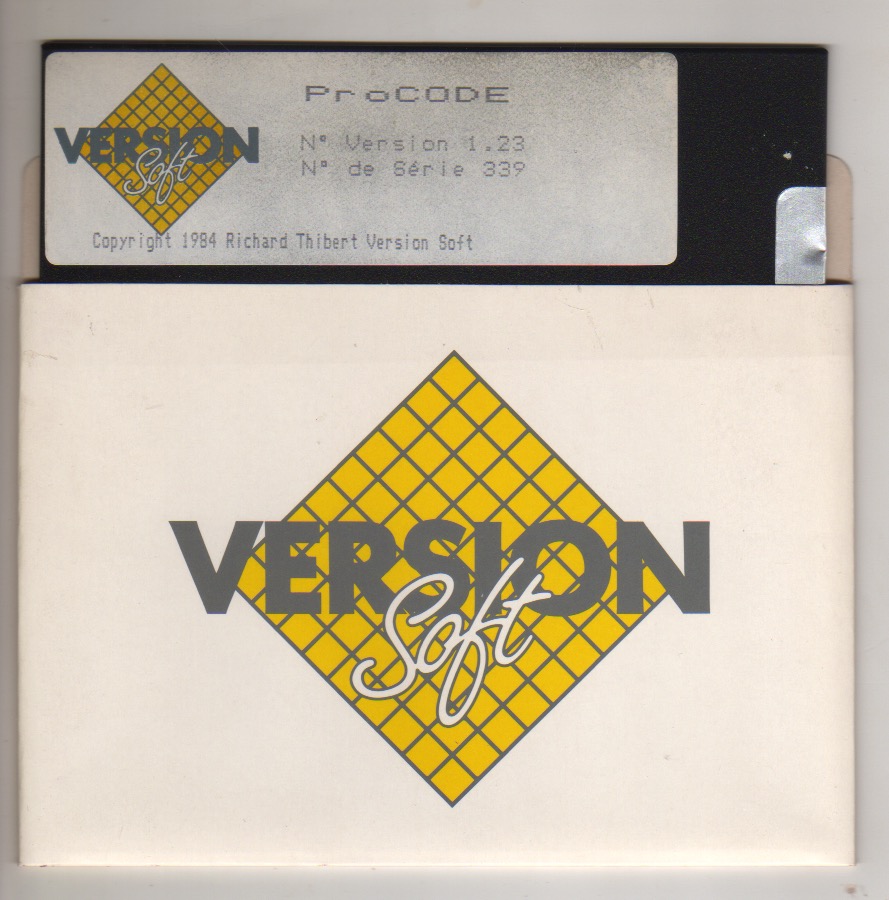 ProCODE
VERSION
Soft
N° Version 1.23
N° de Série 339
Copyright 1984 Richard Thibert Version Soft
VERSION
Soft